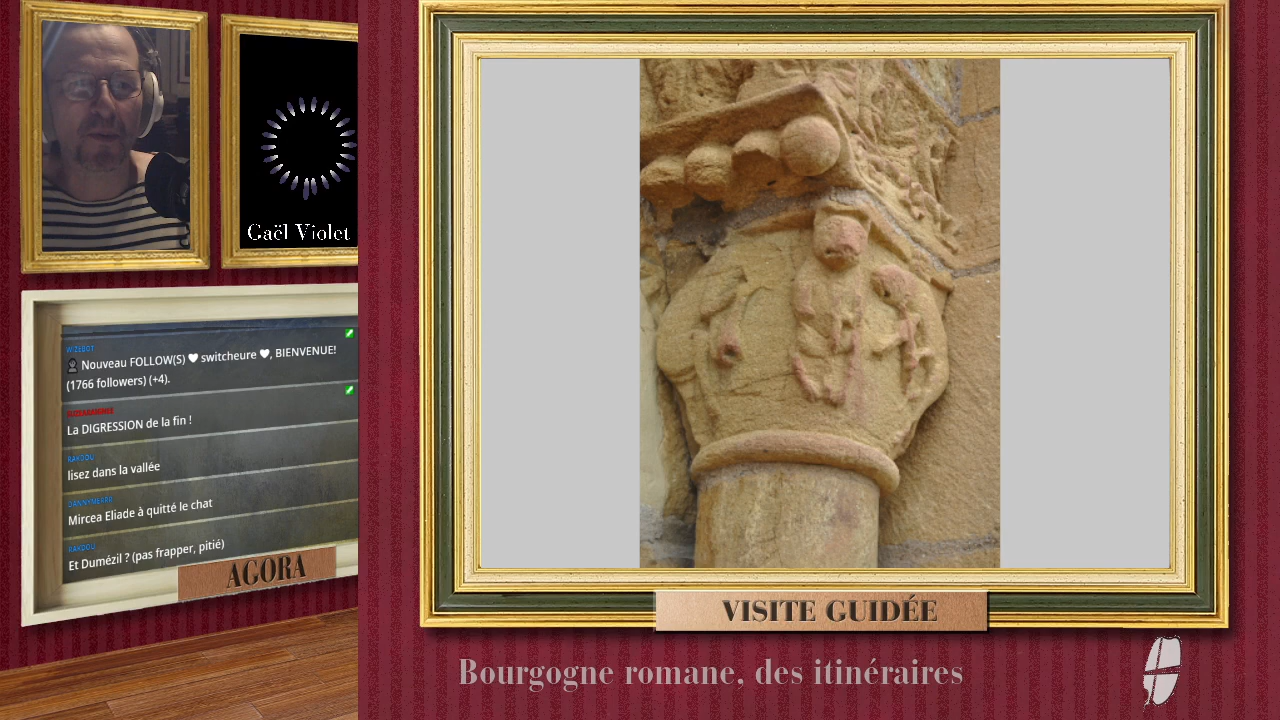 Gaël Violet
WIZEBOT
Nouveau FOLLOW(S) ♥ switcheure ♥, BIENVENUE!
(1766 followers) (+4).
La DIGRESSION de la fin !
RAKDOU
lisez dans la vallée
Mircea Eliade à quitté le chat
RAKDOU
Et Dumézil ? (pas frapper, pitié)
AGORA
VISITE GUIDÉE
Bourgogne romane, des itinéraires